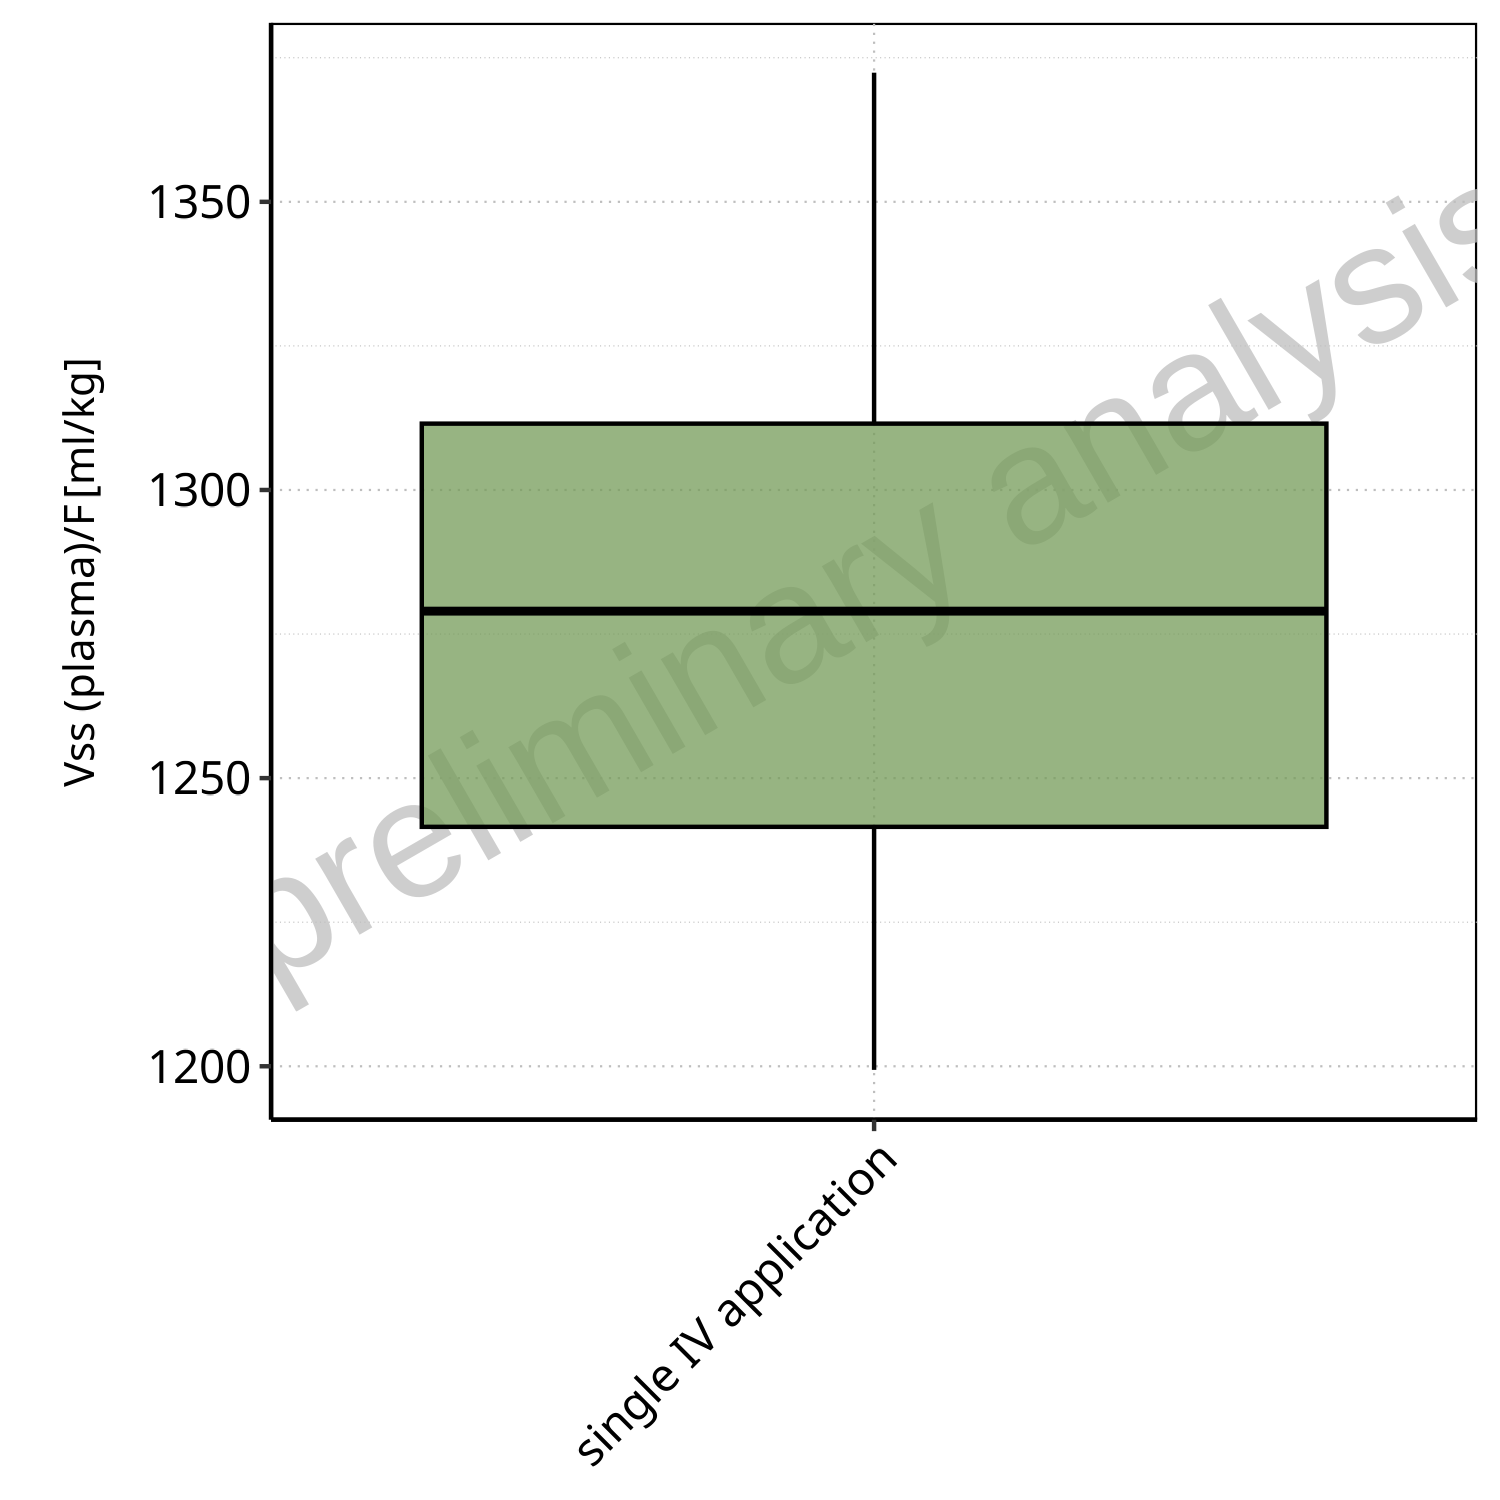 1350
1300
1250
1200
Vss (plasma)/F[ml/kg]
preliminary analysis
single IV application